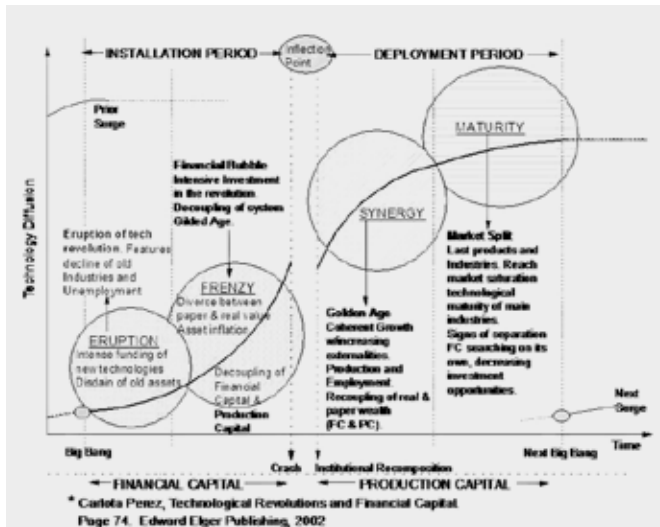 INSTALLATION PERIOD
Inflection
Point
DEPLOYMENT PERIOD
Prior
Surge
MATURITY
Technology Diffusion
Financial Bubble
Intensive Investment
in the revolution.
Decoupling of system
Gilded Age.
SYNERGY
Eruption of tech
revolution. Features
decline of old
Industries and
Unemployment
Market Split
Last products and
Industries. Reach
market saturation
technological
maturity of main
industries.
Signs of separation
FC searching on its
own, decreasing
investment
opportunities.
FRENZY
Diverce between
paper & real value
Asset inflation.
Golden Age
Coherent Growth
w/increasing
externalities.
Production and
Employment.
Recoupling of real &
paper wealth
(FC & PC).
ERUPTION
Intense funding of
new technologies
Disdain of old assets
Decoupling of
Financial
Capital &
Production
Capital
Next
Surge
Time
Big Bang
Next Big Bang
Crash
Institutional Recomposition
FINANCIAL CAPITAL
PRODUCTION CAPITAL
* Carlota Perez, Technological Revolutions and Financial Capital
Page 74. Edward Elger Publishing, 2002